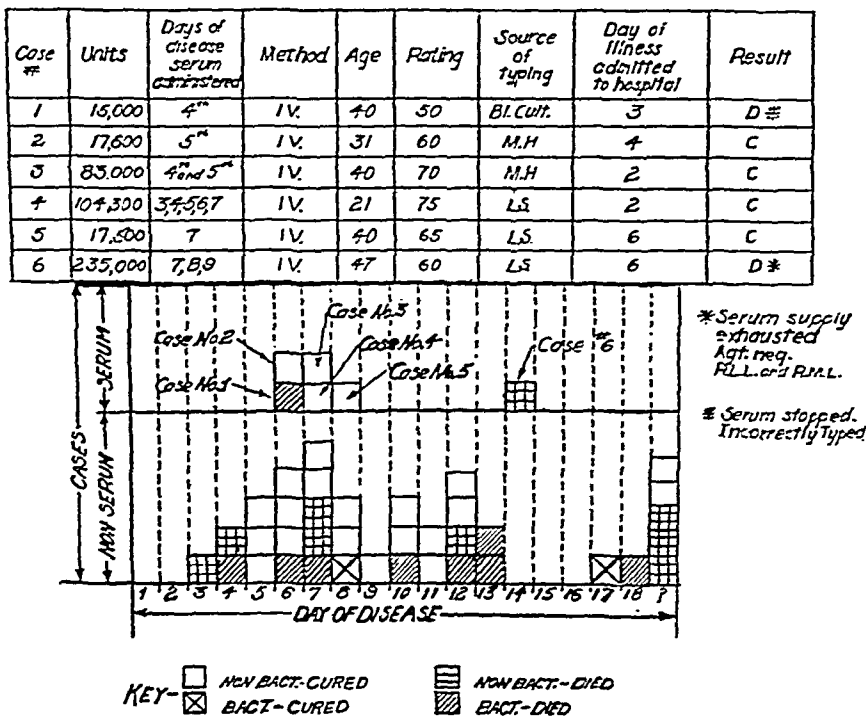 Case # Units Days of disease serum administered Method Age Rating Source of typing Day of illness admitted to hospital Result
1 15,000 4th I V. 40 50 Bl. Cult. 3 D #
2 17,600 5th I V. 31 60 M.H 4 C
3 83,000 4th and 5th I V. 40 70 M.H 2 C
4 104,300 3,4,5,6,7 I V. 21 75 L.S. 2 C
5 17,500 7 I V. 40 65 L.S. 6 C
6 235,000 7,8,9 I V. 47 60 L.S. 6 D *
CASES
SERUM
NON SERUM
Case No.2
Case No.3
Case No.4
Case No.1
Case No.5
Case #6
* Serum supply
exhausted
Agt. neg.
and
# Serum stopped.
Incorrectly Typed
1 2 3 4 5 6 7 8 9 10 11 12 13 14 15 16 17 18 ?
DAY OF DISEASE
KEY-
NON BACT.-CURED
NON BACT.-DIED
BACT.-CURED
BACT.-DIED